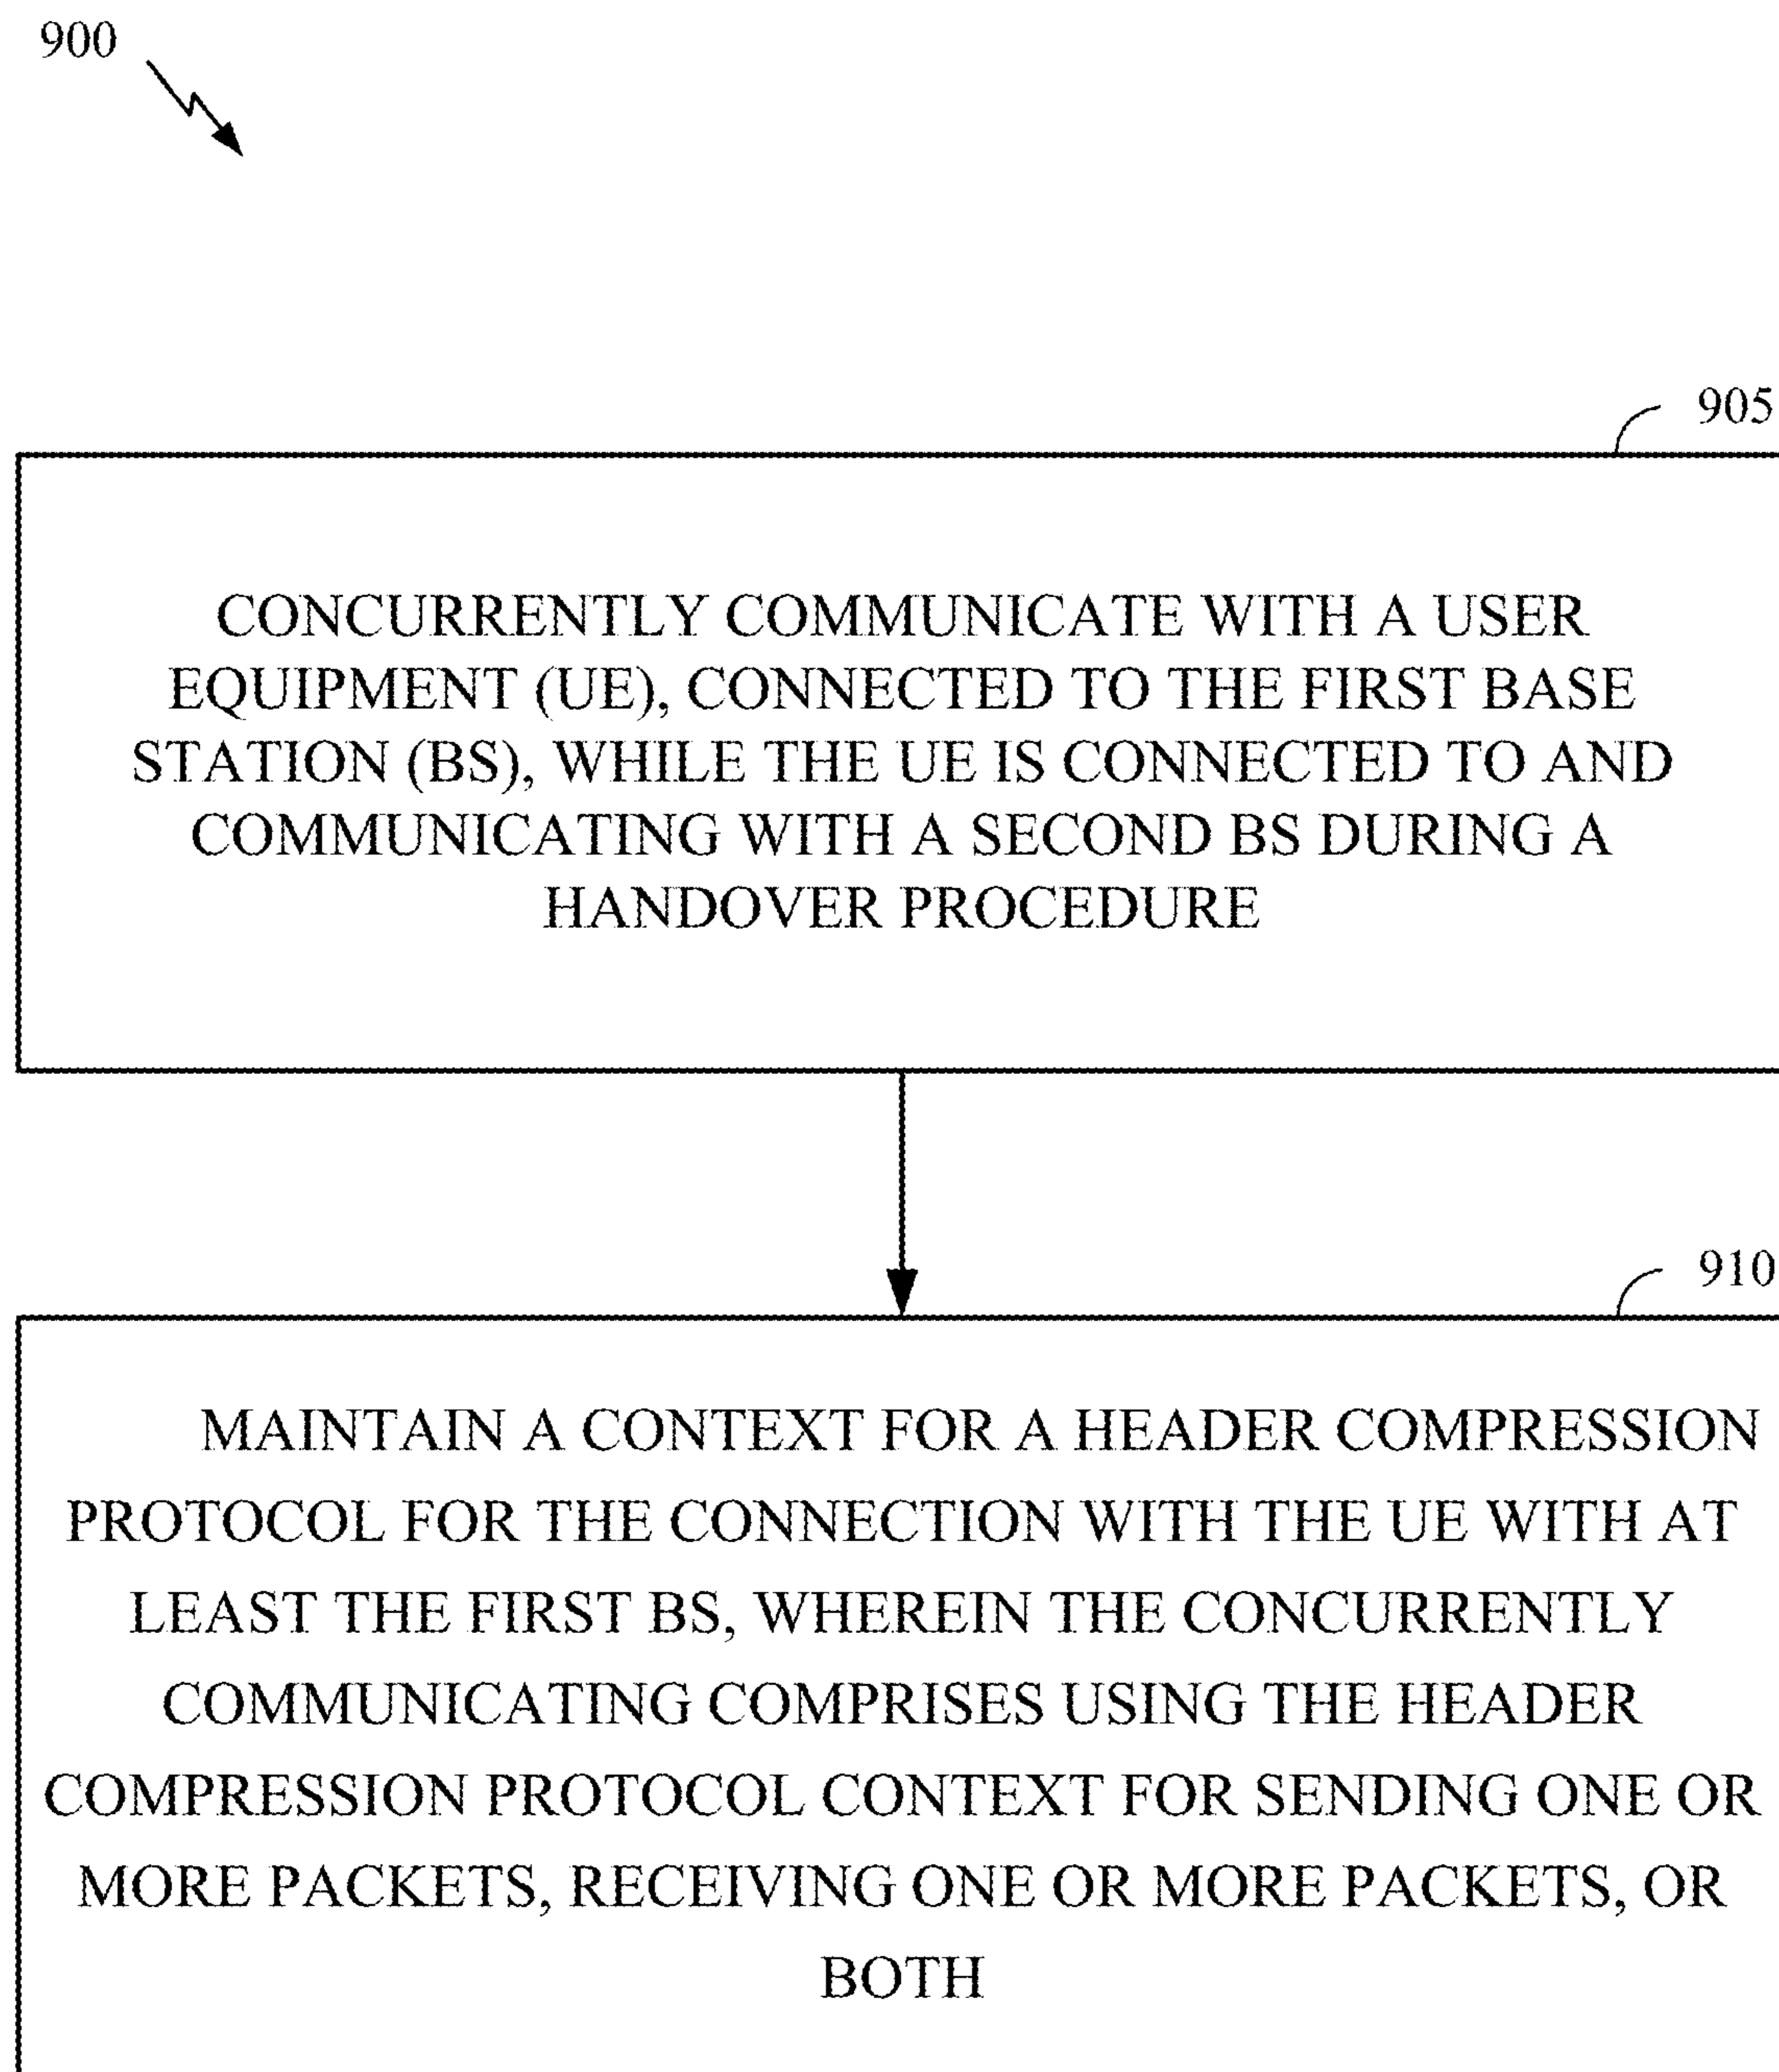 900
905
CONCURRENTLY COMMUNICATE WITH A USER
EQUIPMENT (UE), CONNECTED TO THE FIRST BASE
STATION (BS), WHILE THE UE IS CONNECTED TO AND
COMMUNICATING WITH A SECOND BS DURING A
HANDOVER PROCEDURE
910
MAINTAIN A CONTEXT FOR A HEADER COMPRESSION
PROTOCOL FOR THE CONNECTION WITH THE UE WITH AT
LEAST THE FIRST BS, WHEREIN THE CONCURRENTLY
COMMUNICATING COMPRISES USING THE HEADER
COMPRESSION PROTOCOL CONTEXT FOR SENDING ONE OR
MORE PACKETS, RECEIVING ONE OR MORE PACKETS, OR
BOTH